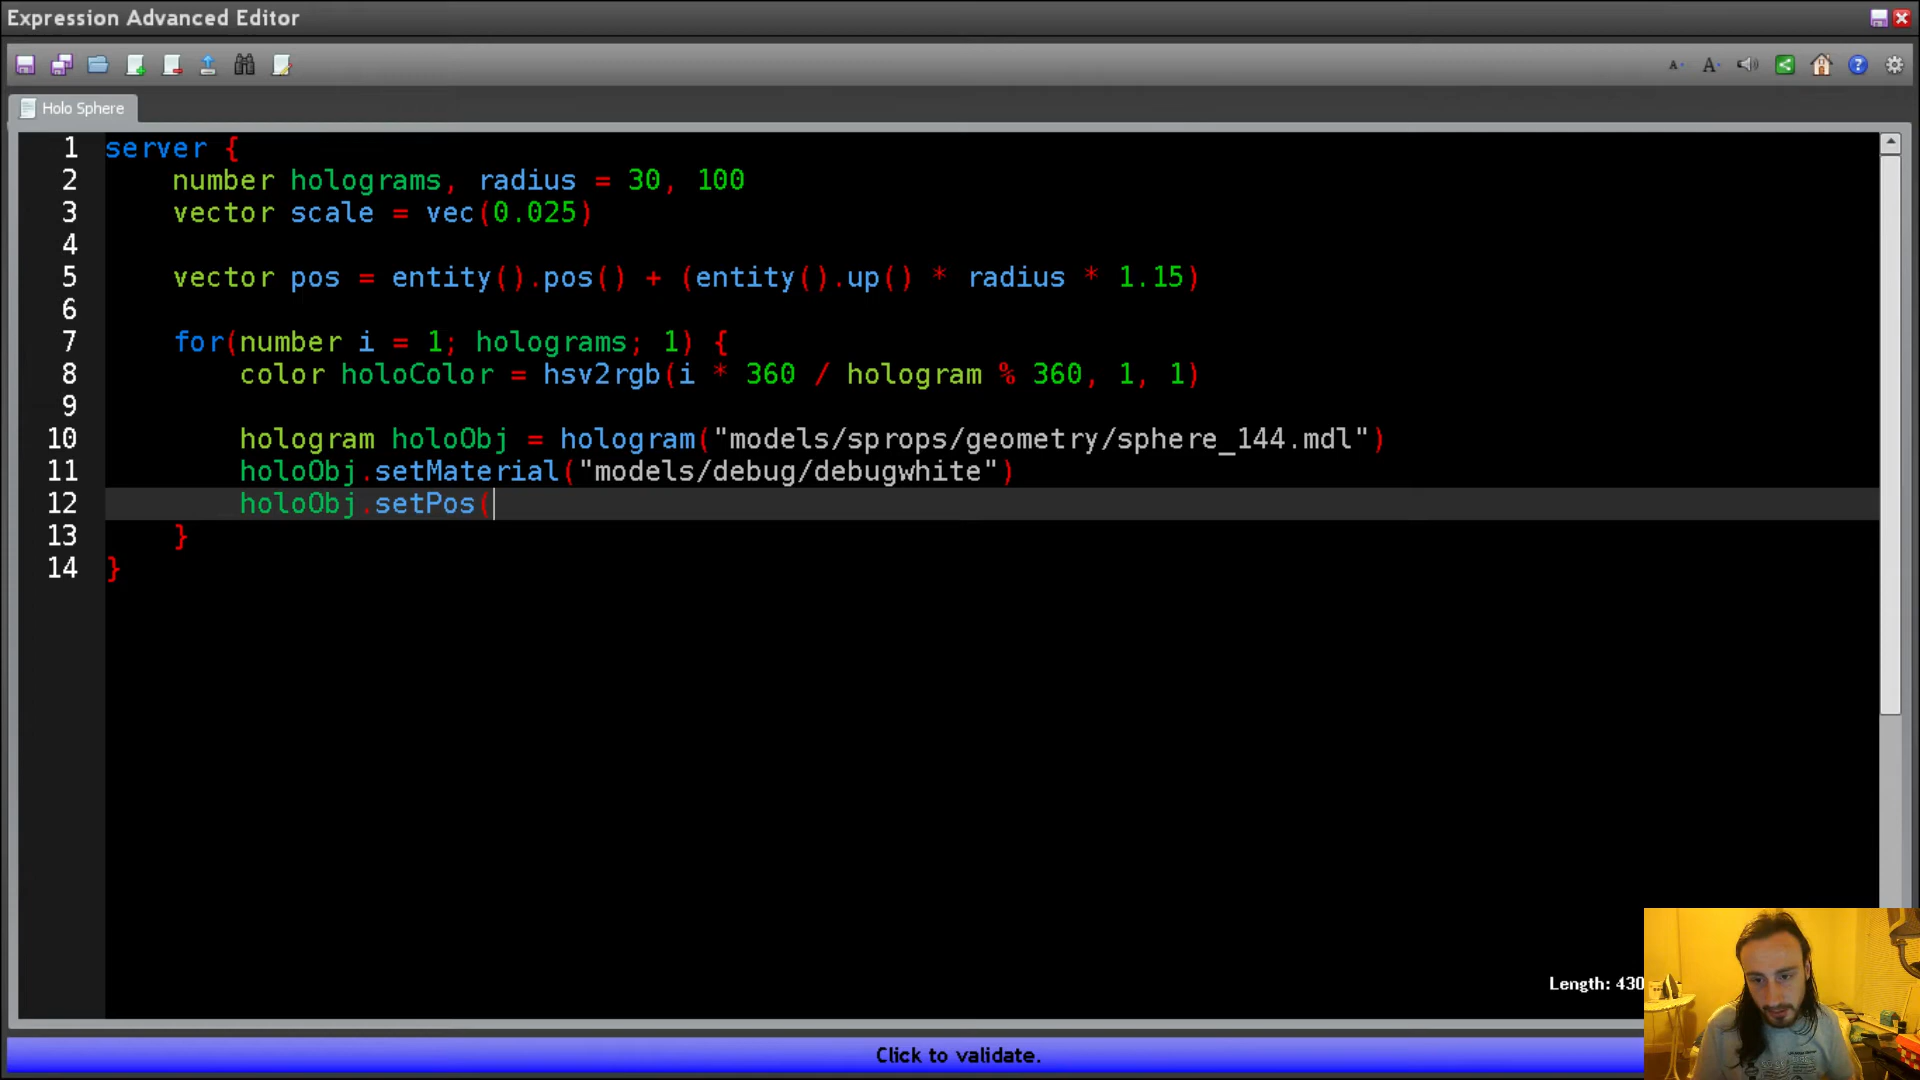 Expression Advanced Editor
Holo Sphere
1 server {
2 number holograms, radius = 30, 100
3 vector scale = vec(0.025)
4
5 vector pos = entity().pos() + (entity().up() * radius * 1.15)
6
7 for(number i = 1; holograms; 1) {
8 color holoColor = hsv2rgb(i * 360 / hologram % 360, 1, 1)
9
10 hologram holoObj = hologram("models/sprops/geometry/sphere_144.mdl")
11 holoObj.setMaterial("models/debug/debugwhite")
12 holoObj.setPos(
13 }
14 }
Length: 430
Click to validate.